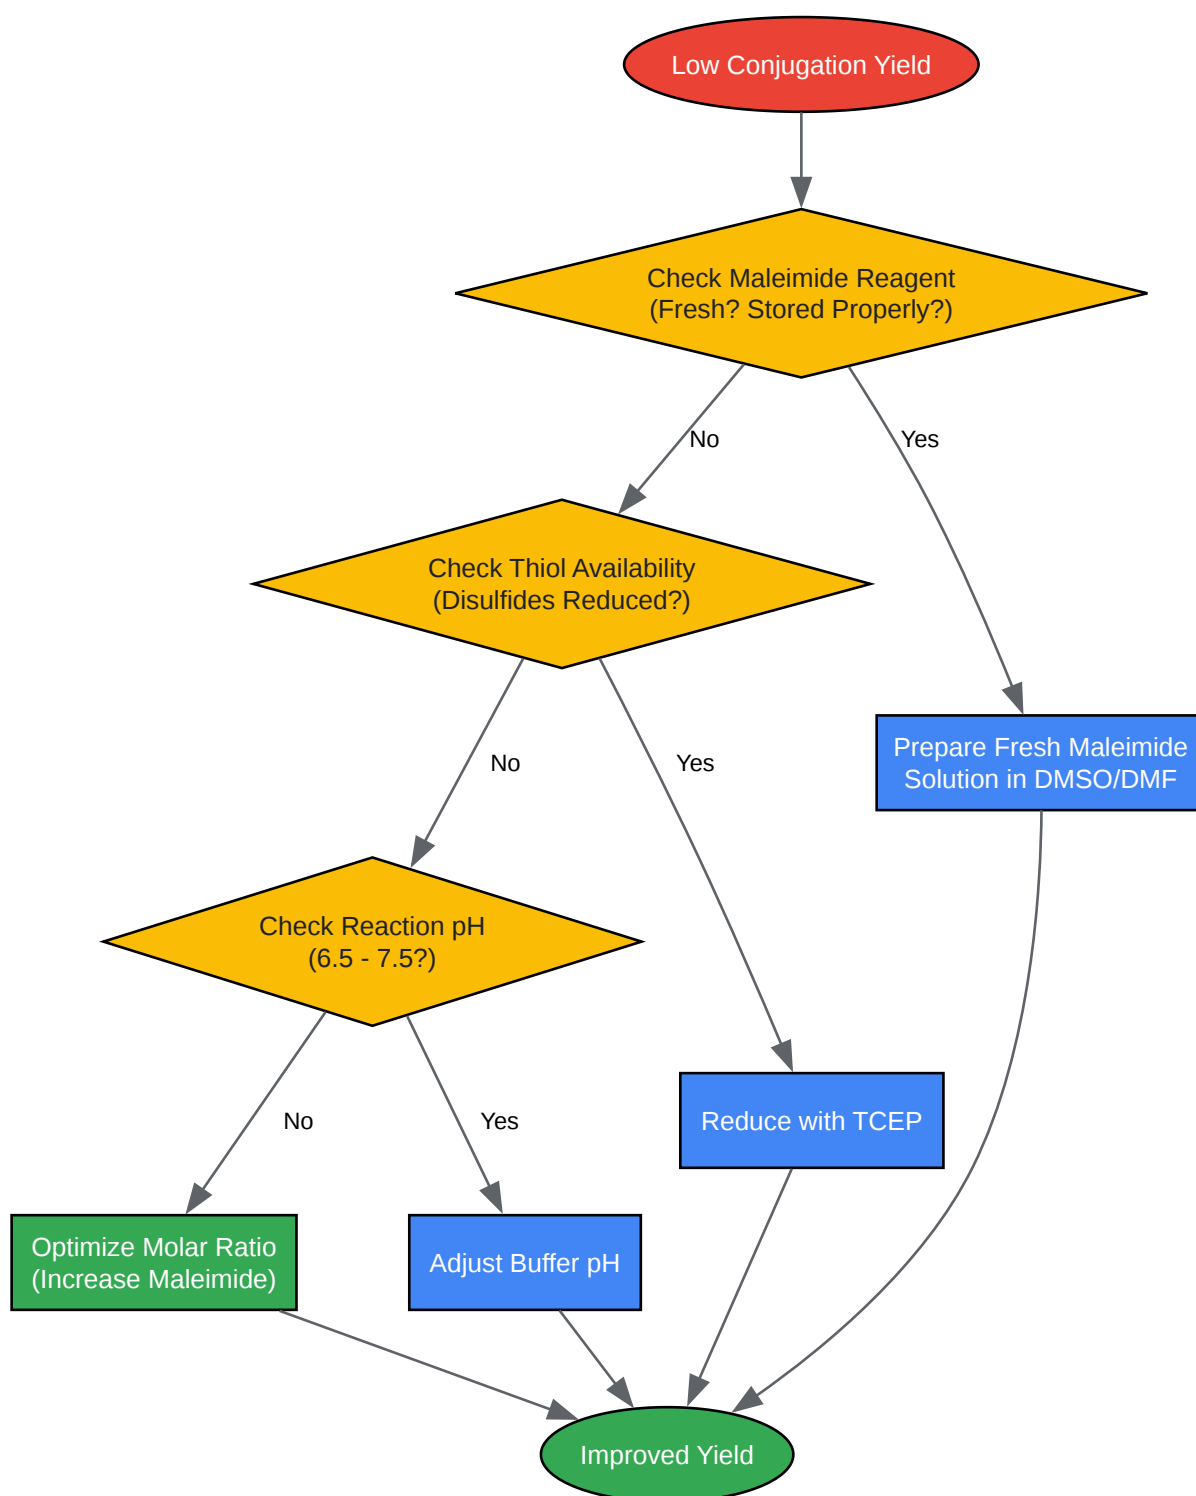 Low Conjugation Yield
Check Maleimide Reagent
(Fresh? Stored Properly?)
No
Yes
Check Thiol Availability
(Disulfides Reduced?)
Prepare Fresh Maleimide
Solution in DMSO/DMF
No
Yes
Check Reaction pH
(6.5 - 7.5?)
Reduce with TCEP
No
Yes
Optimize Molar Ratio
(Increase Maleimide)
Adjust Buffer pH
Improved Yield